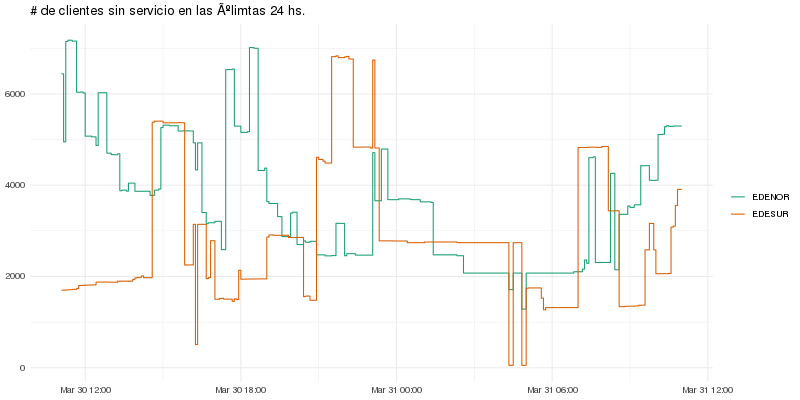 # de clientes sin servicio en las Ãºlimtas 24 hs.
6000
4000
2000
0
Mar 30 12:00 Mar 30 18:00 Mar 31 00:00 Mar 31 06:00 Mar 31 12:00
EDENOR
EDESUR